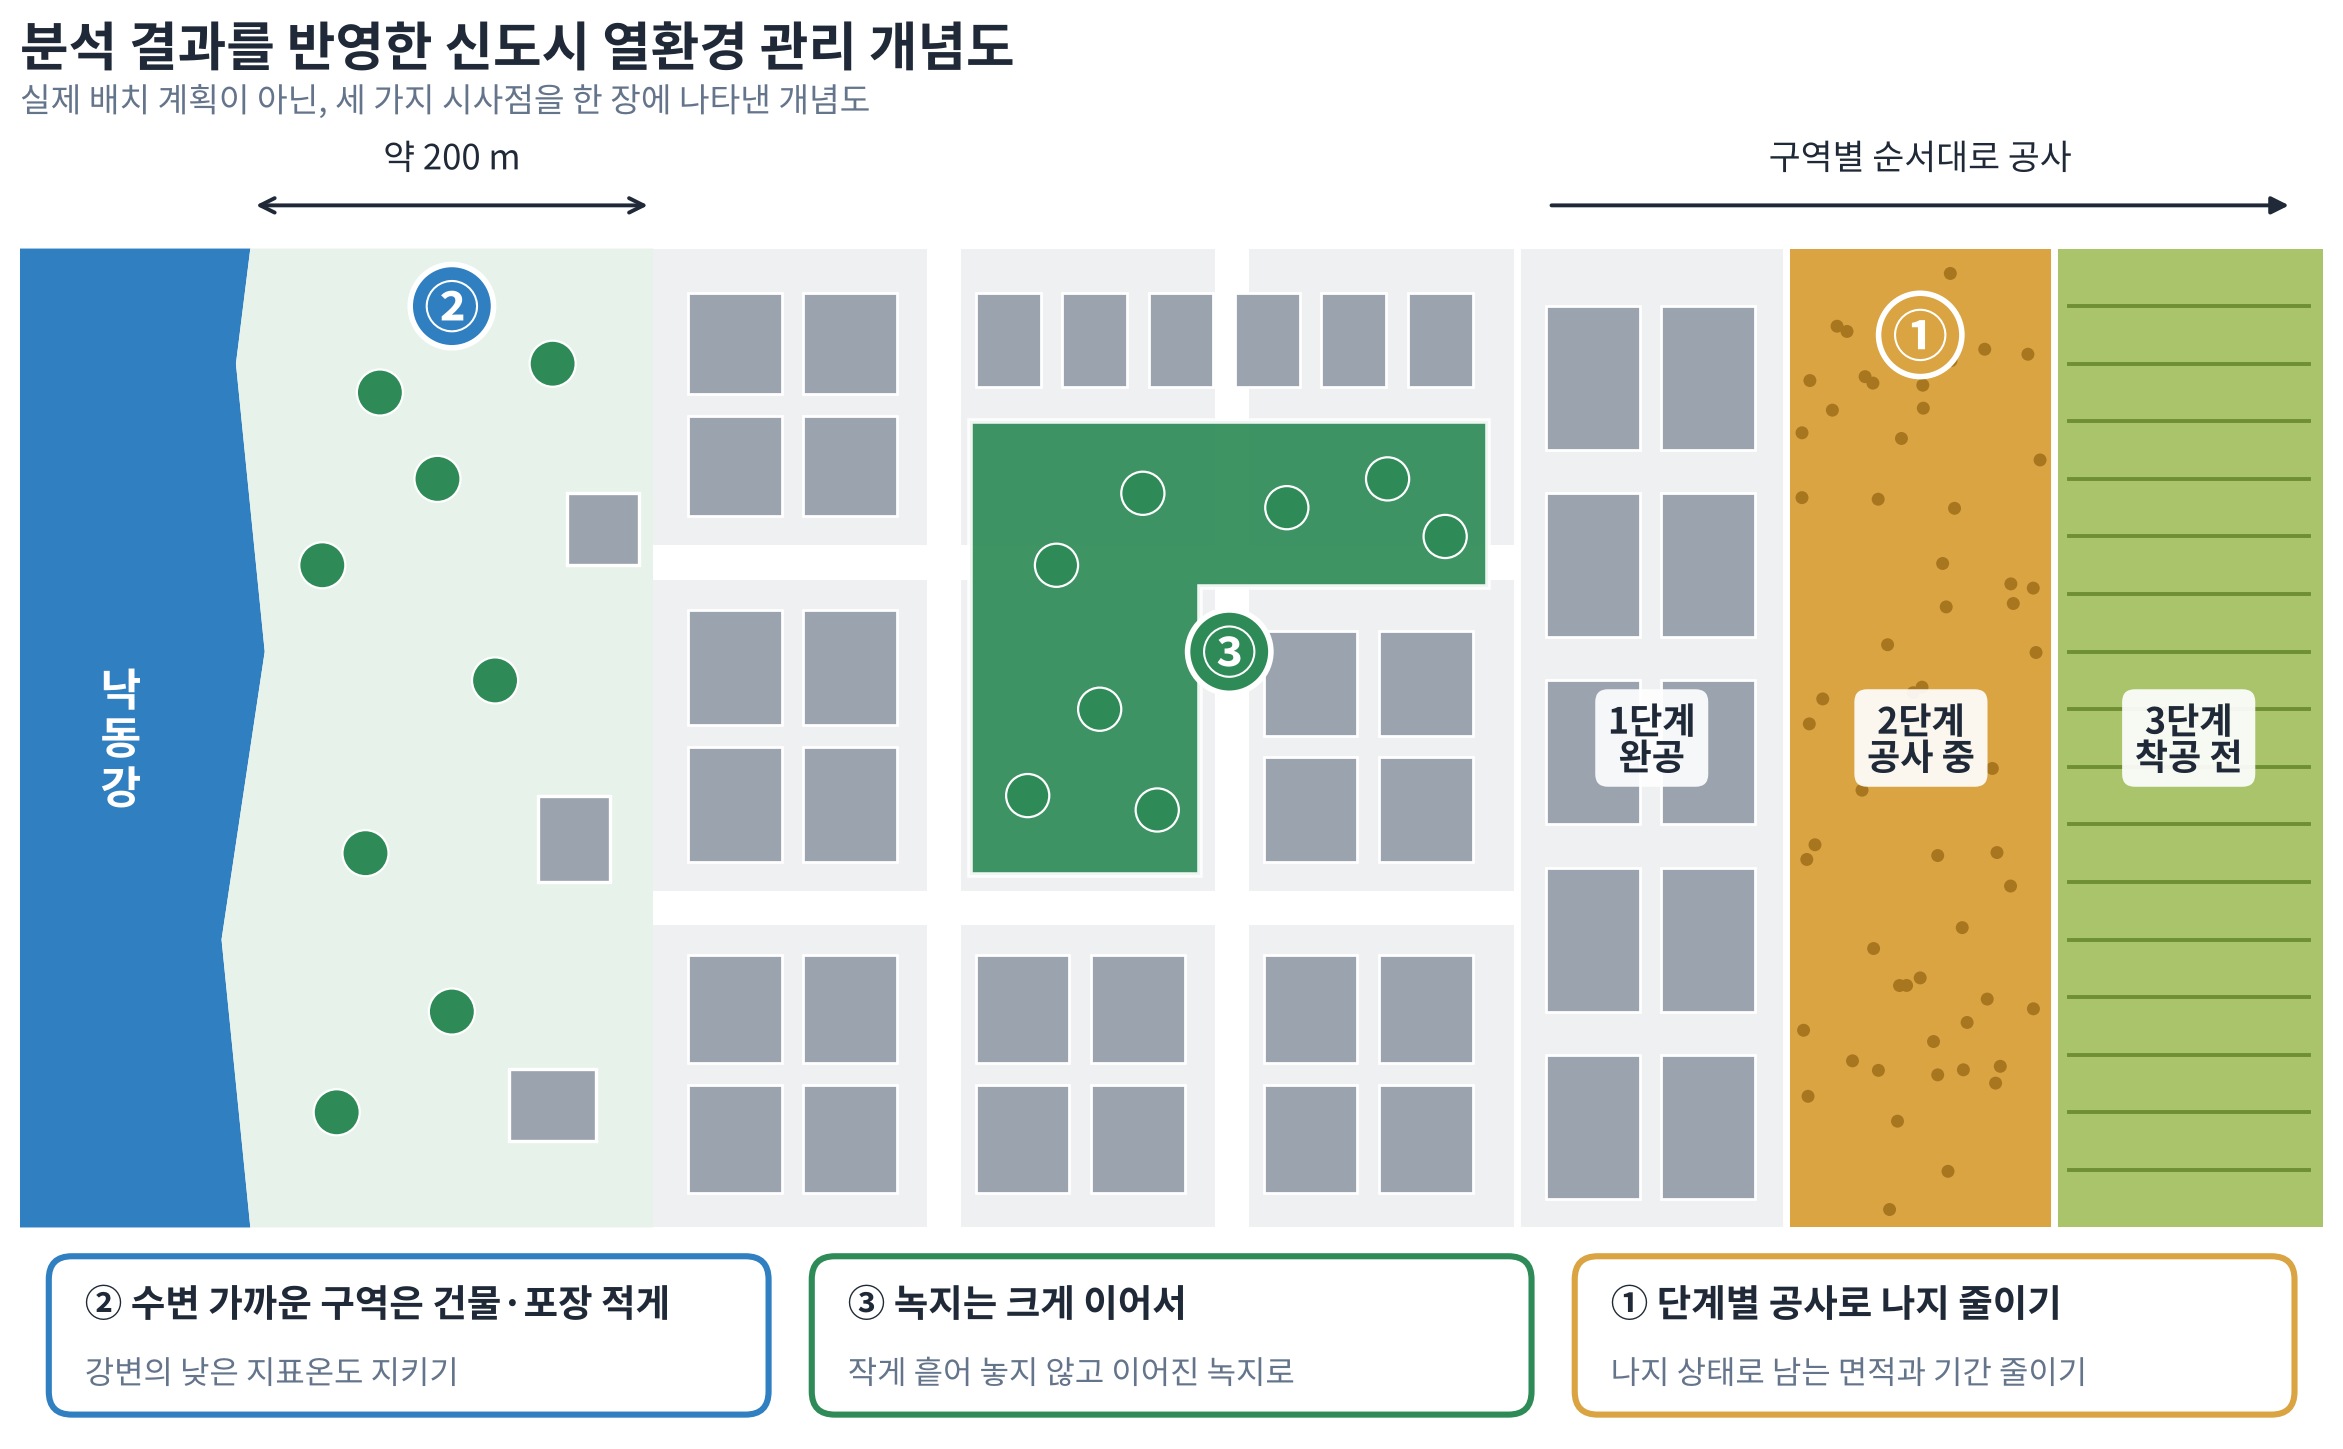 분석 결과를 반영한 신도시 열환경 관리 개념도
실제 배치 계획이 아닌, 세 가지 시사점을 한 장에 나타낸 개념도
약 200 m
구역별 순서대로 공사
②
①
③
낙
동
강
1단계
완공
2단계
공사 중
3단계
착공 전
② 수변 가까운 구역은 건물·포장 적게
강변의 낮은 지표온도 지키기
③ 녹지는 크게 이어서
작게 흩어 놓지 않고 이어진 녹지로
① 단계별 공사로 나지 줄이기
나지 상태로 남는 면적과 기간 줄이기